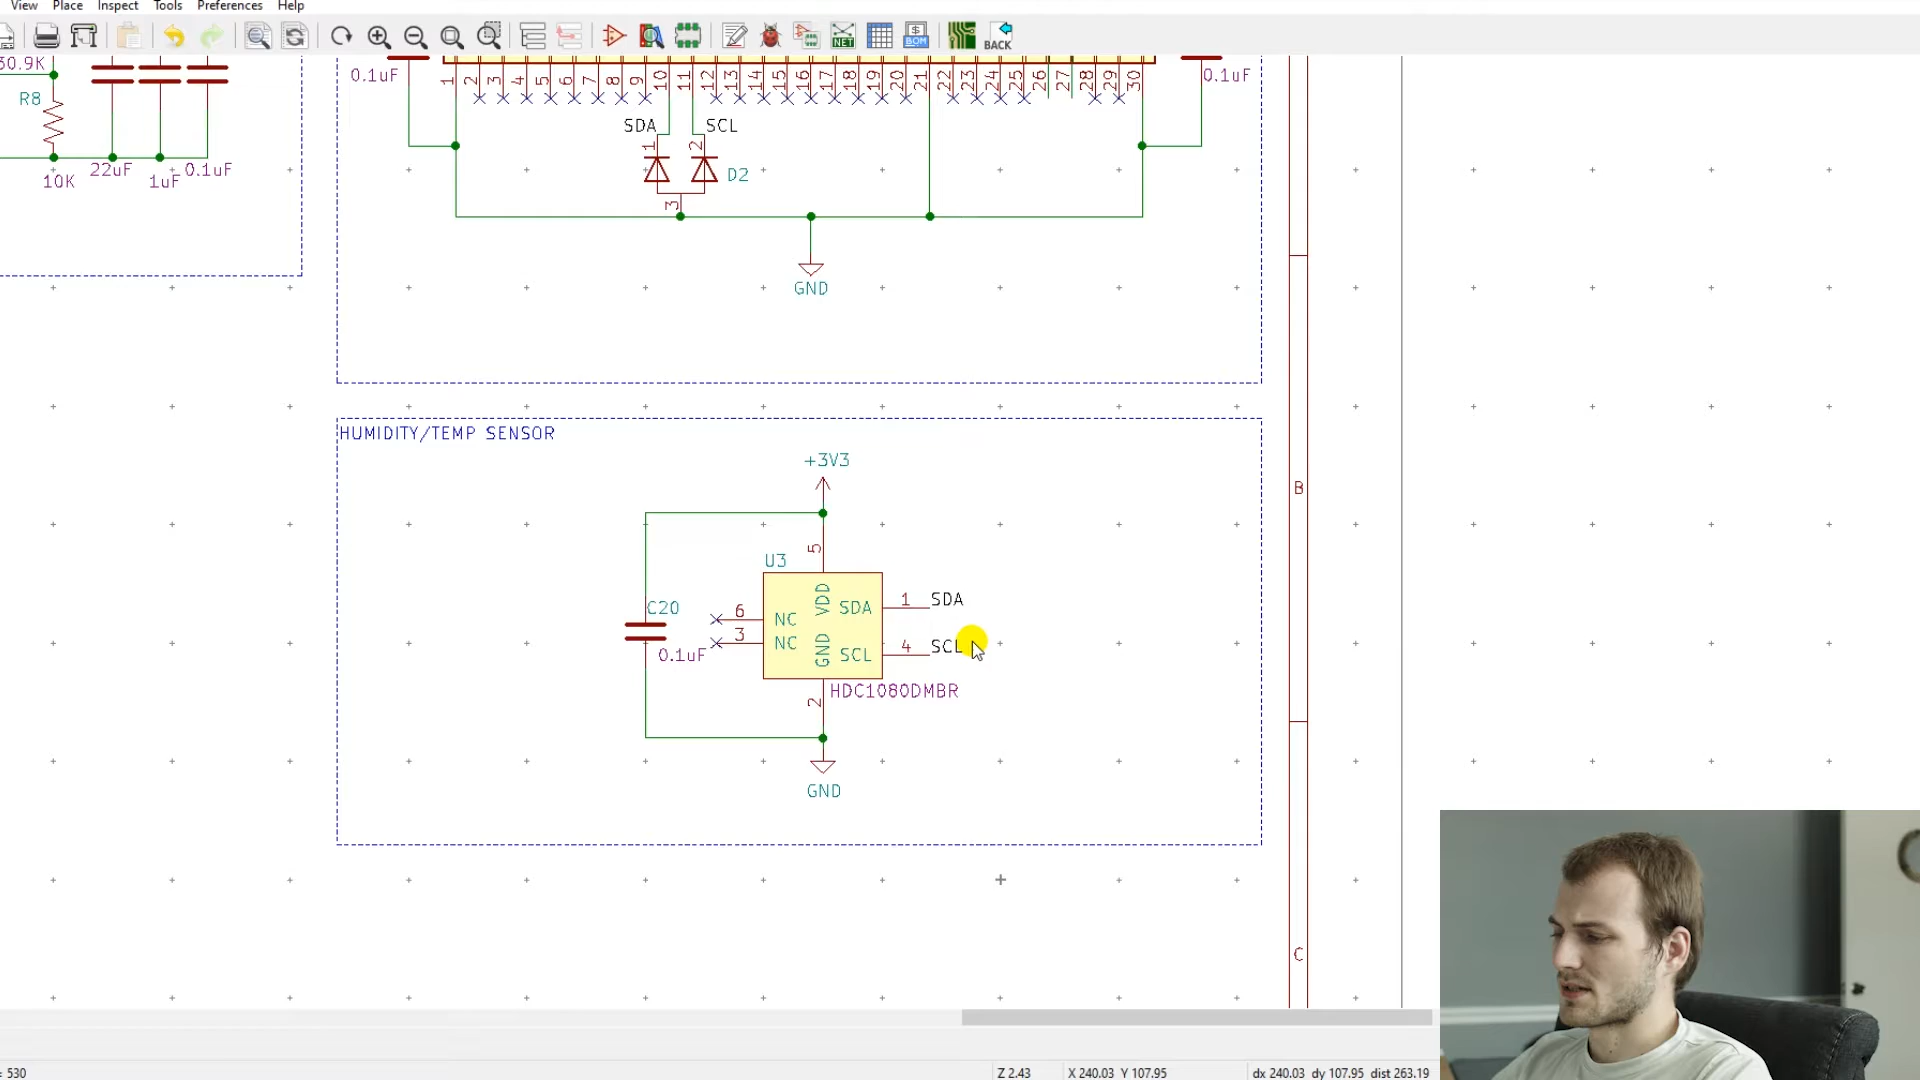 View Place Inspect Tools Preferences Help
NET
BOM
BACK
30.9K
R8
10K
22uF
1uF
0.1uF
0.1uF
0.1uF
1 2 3 4 5 6 7 8 9 10 11 12 13 14 15 16 17 18 19 20 21 22 23 24 25 26 27 28 29 30
SDA SCL
1 2
D2
3
GND
HUMIDITY/TEMP SENSOR
+3V3
5
U3
C20
0.1uF
6 NC
3 NC
VDD
GND
SDA 1 SDA
SCL 4 SCL
HDC1080DMBR
2
GND
B
C
= 530
Z 2.43 X 240.03 Y 107.95 dx 240.03 dy 107.95 dist 263.19